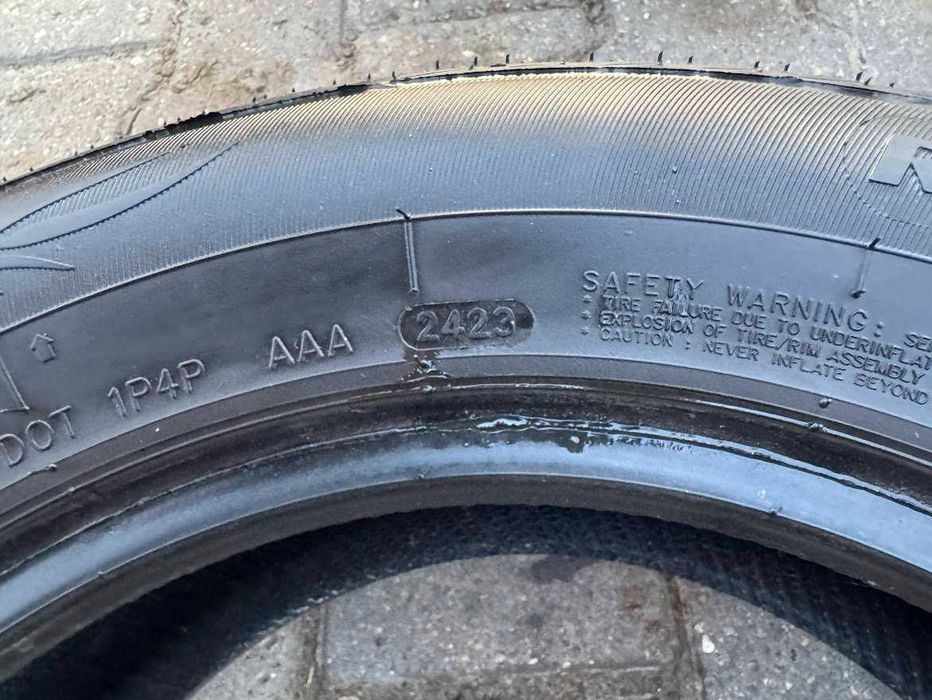 DOT 1P4P AAA 2423
SAFETY WARNING:
* TIRE FAILURE DUE TO UNDERINFLAT
* EXPLOSION OF TIRE/RIM ASSEMBLY
* CAUTION : NEVER INFLATE BEYOND